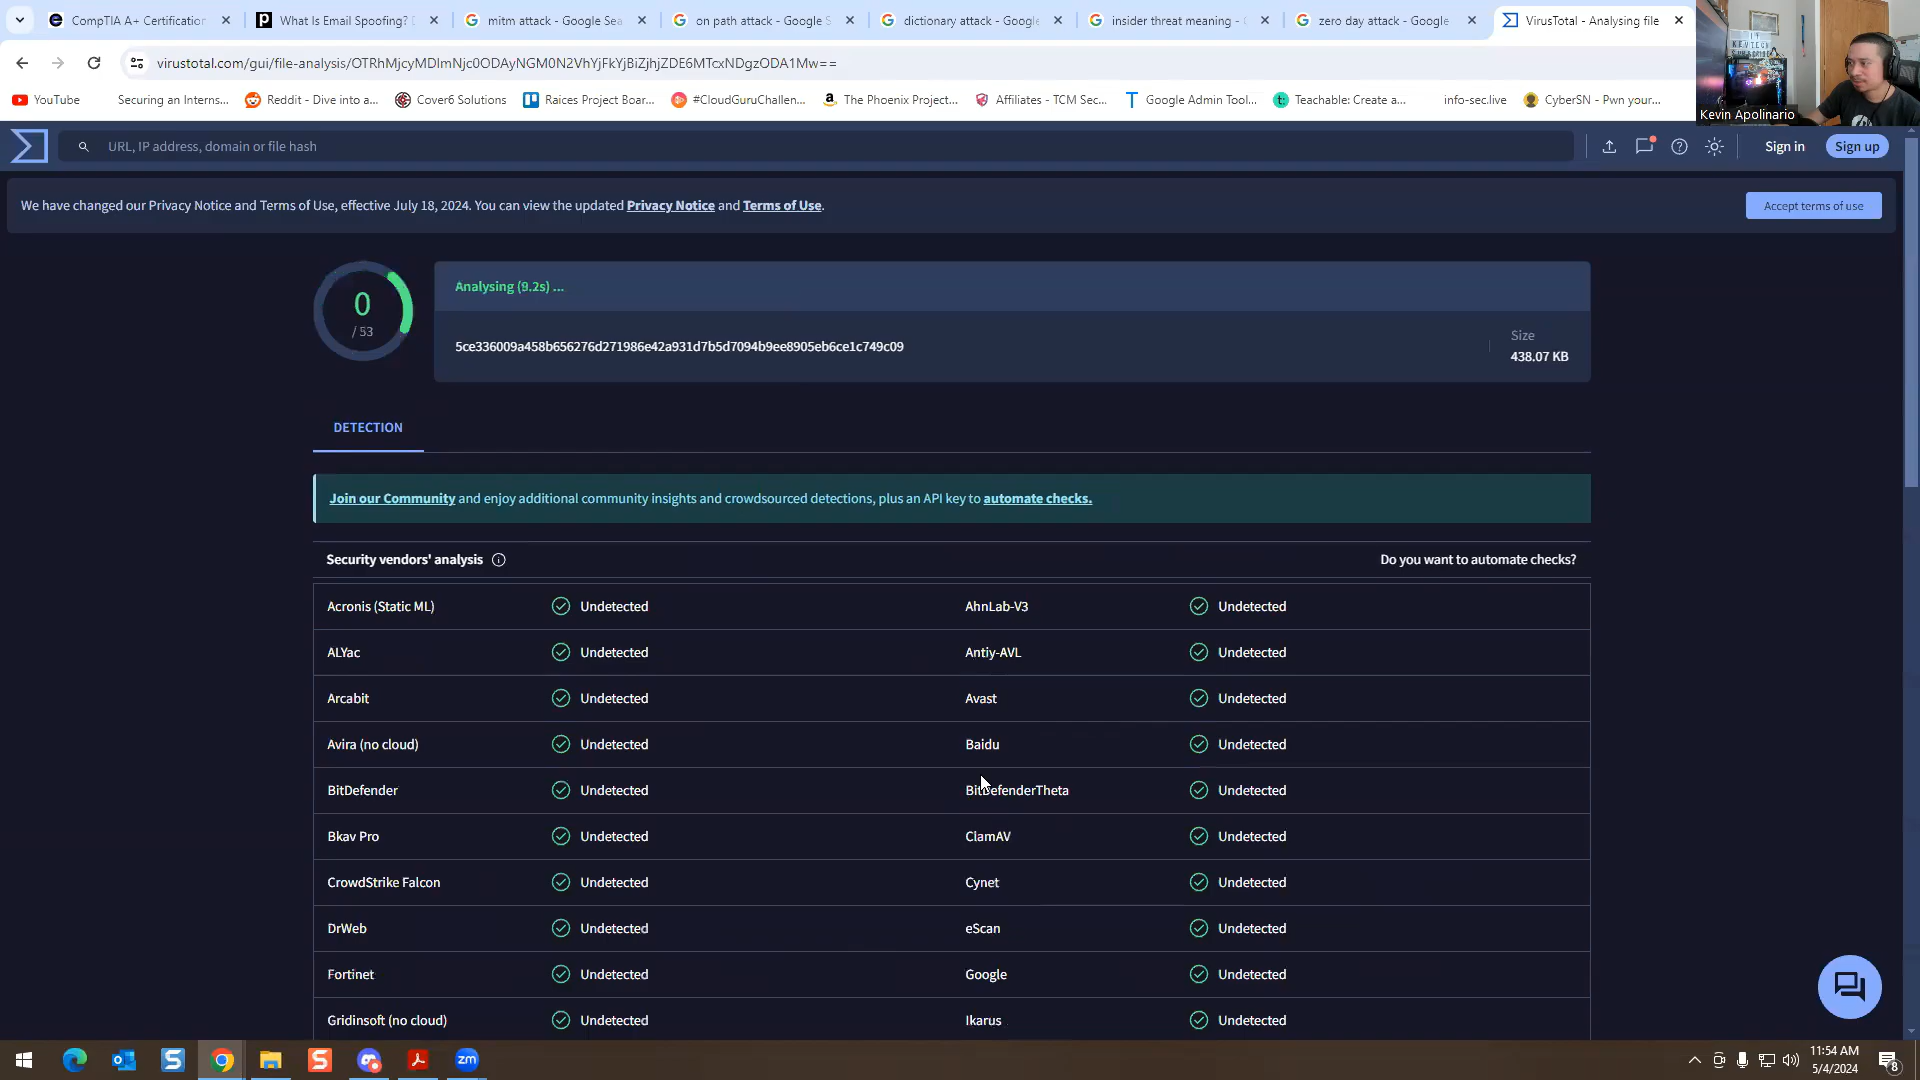 CompTIA A+ Certification
What Is Email Spoofing? D
mitm attack - Google Sea
on path attack - Google S
dictionary attack - Google
insider threat meaning - G
zero day attack - Google
VirusTotal - Analysing file
virustotal.com/gui/file-analysis/OTRhMjcyMDlmNjc0ODAyNGM0N2VhYjFkYjBiZjhjZDE6MTcxNDgzODA1Mw==
YouTube
Securing an Interns...
Reddit - Dive into a...
Cover6 Solutions
Raices Project Boar...
#CloudGuruChallen...
The Phoenix Project...
Affiliates - TCM Sec...
Google Admin Tool...
Teachable: Create a...
info-sec.live
CyberSN - Pwn your...
Kevin Apolinario
URL, IP address, domain or file hash
Sign in
Sign up
We have changed our Privacy Notice and Terms of Use, effective July 18, 2024. You can view the updated Privacy Notice and Terms of Use.
Accept terms of use
0
/ 53
Analysing (9.2s) ...
5ce336009a458b656276d271986e42a931d7b5d7094b9ee8905eb6ce1c749c09
Size
438.07 KB
DETECTION
Join our Community and enjoy additional community insights and crowdsourced detections, plus an API key to automate checks.
Security vendors' analysis
Do you want to automate checks?
Acronis (Static ML) Undetected AhnLab-V3 Undetected
ALYac Undetected Antiy-AVL Undetected
Arcabit Undetected Avast Undetected
Avira (no cloud) Undetected Baidu Undetected
BitDefender Undetected BitDefenderTheta Undetected
Bkav Pro Undetected ClamAV Undetected
CrowdStrike Falcon Undetected Cynet Undetected
DrWeb Undetected eScan Undetected
Fortinet Undetected Google Undetected
Gridinsoft (no cloud) Undetected Ikarus Undetected
zm
11:54 AM
5/4/2024
8